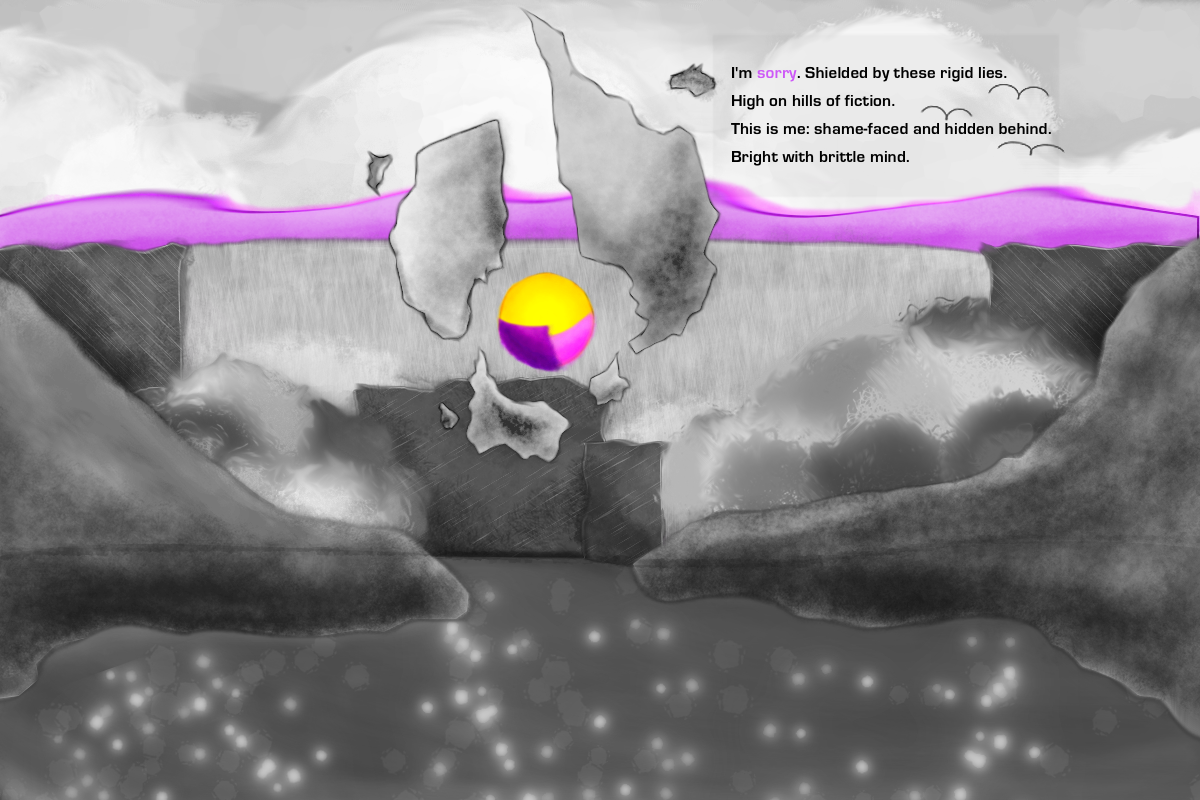 I'm sorry. Shielded by these rigid lies.
High on hills of fiction.
This is me: shame-faced and hidden behind.
Bright with brittle mind.